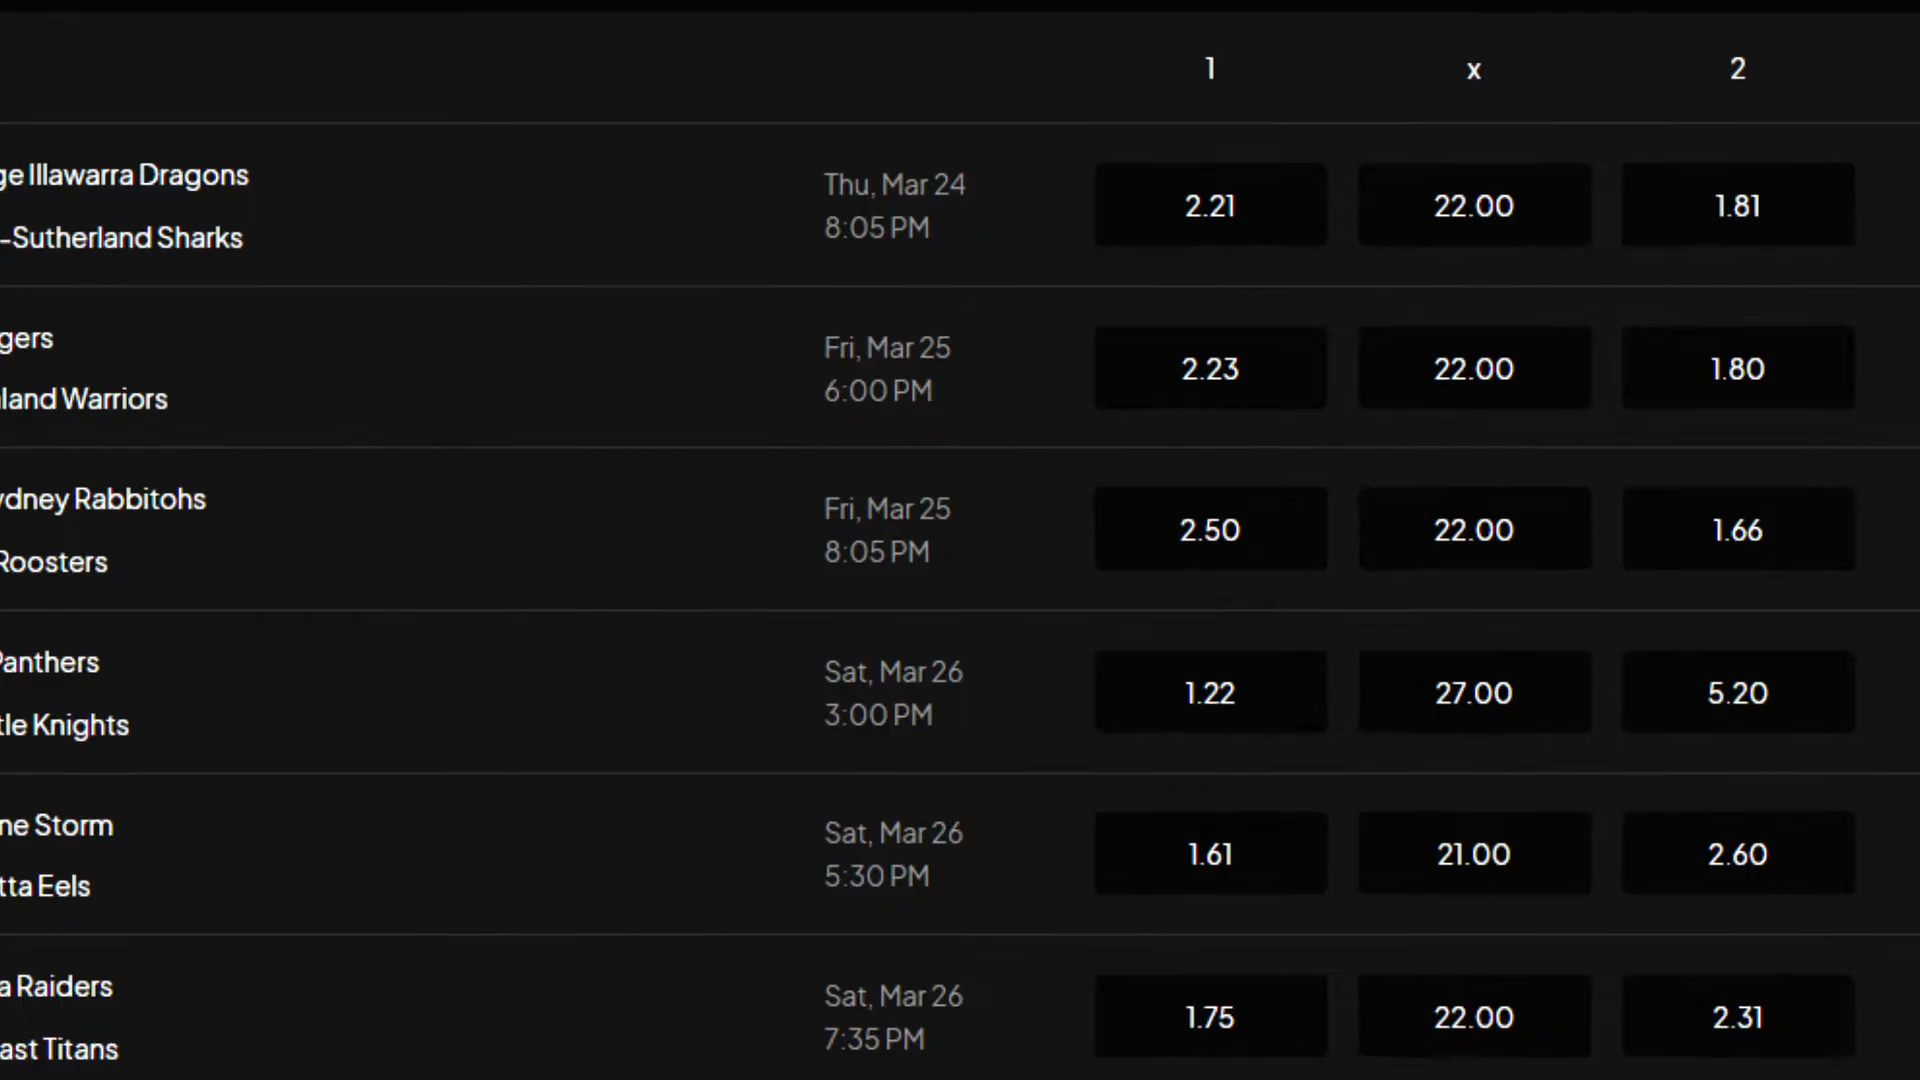 1 x 2
ge Illawarra Dragons
-Sutherland Sharks
Thu, Mar 24
8:05 PM
2.21 22.00 1.81
gers
land Warriors
Fri, Mar 25
6:00 PM
2.23 22.00 1.80
ydney Rabbitohs
Roosters
Fri, Mar 25
8:05 PM
2.50 22.00 1.66
Panthers
tle Knights
Sat, Mar 26
3:00 PM
1.22 27.00 5.20
ne Storm
tta Eels
Sat, Mar 26
5:30 PM
1.61 21.00 2.60
a Raiders
ast Titans
Sat, Mar 26
7:35 PM
1.75 22.00 2.31